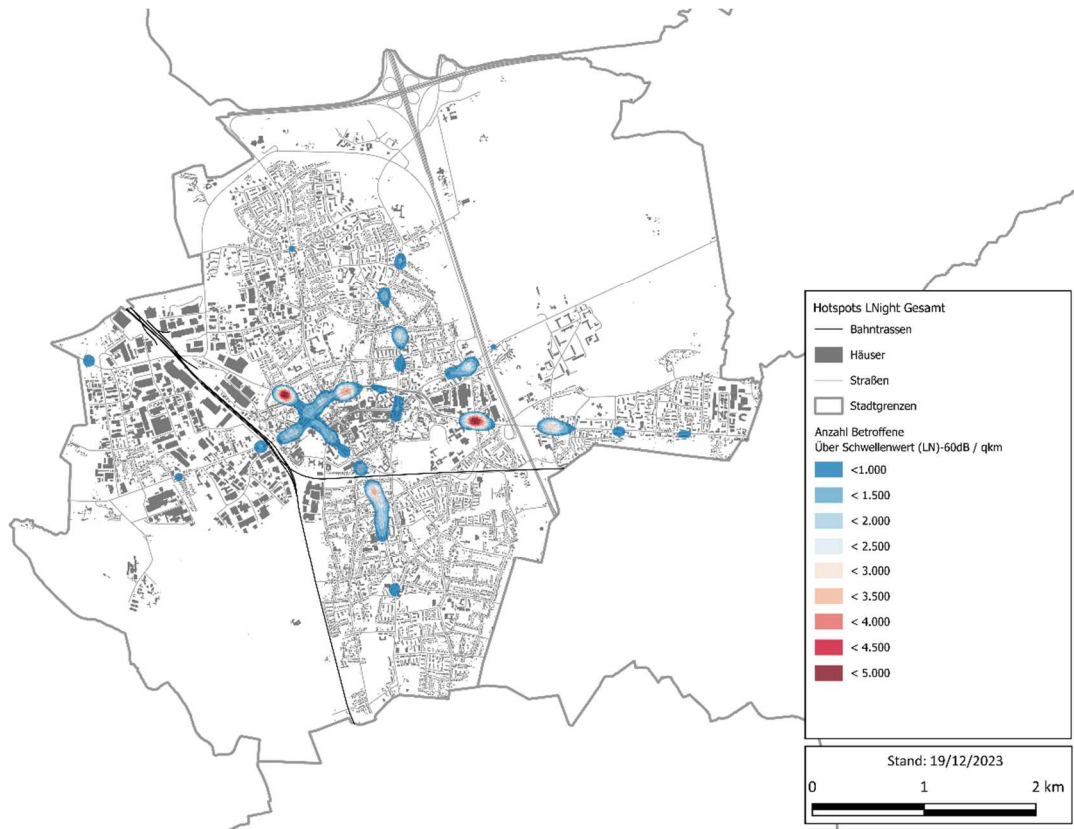 Hotspots LNight Gesamt
Bahntrassen
Häuser
Straßen
Stadtgrenzen
Anzahl Betroffene
Über Schwellenwert (LN)-60dB / qkm
<1.000
< 1.500
< 2.000
< 2.500
< 3.000
< 3.500
< 4.000
< 4.500
< 5.000
Stand: 19/12/2023
0 1 2 km